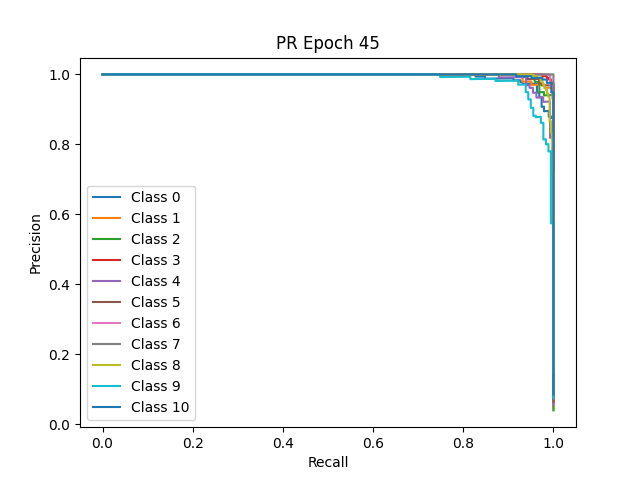 PR Epoch 45
Precision
1.0
0.8
0.6
0.4
0.2
0.0
Class 0
Class 1
Class 2
Class 3
Class 4
Class 5
Class 6
Class 7
Class 8
Class 9
Class 10
0.0 0.2 0.4 0.6 0.8 1.0
Recall